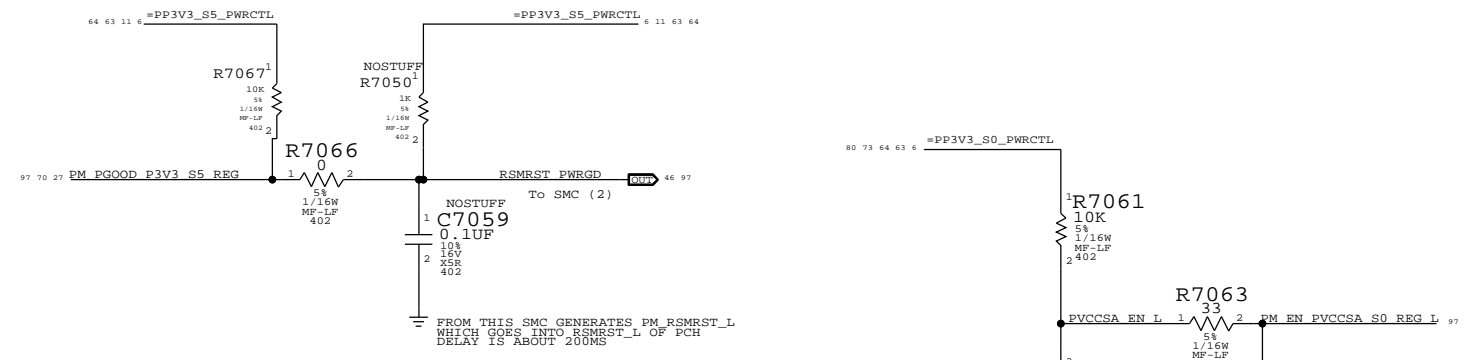 =PP3V3_S5_PWRCTL
64 63 11 6
=PP3V3_S5_PWRCTL
6 11 63 64
R7067
1
10K
5%
1/16W
MF-LF
402
2
NOSTUFF
R7050
1
1K
5%
1/16W
MF-LF
402
2
97 70 27
PM_PGOOD_P3V3_S5_REG
R7066
0
1
2
5%
1/16W
MF-LF
402
RSMRST_PWRGD
OUT
46 97
To SMC (2)
NOSTUFF
C7059
1
0.1UF
10%
16V
X5R
402
2
FROM THIS SMC GENERATES PM_RSMRST_L
WHICH GOES INTO RSMRST_L OF PCH
DELAY IS ABOUT 200MS
80 73 64 63 6
=PP3V3_S0_PWRCTL
1
R7061
10K
5%
1/16W
MF-LF
402
2
R7063
33
PVCCSA_EN_L
1
2
PM_EN_PVCCSA_S0_REG_L
97
5%
1/16W
MF-LF